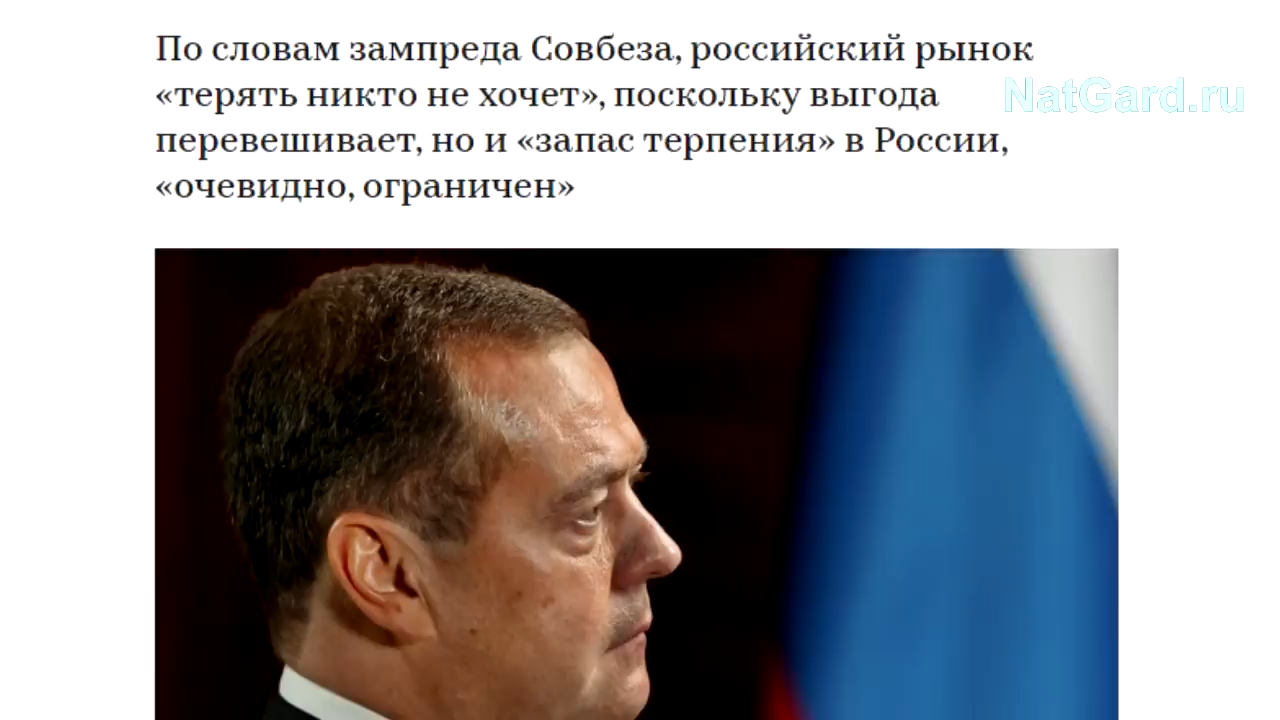 По словам зампреда Совбеза, российский рынок
«терять никто не хочет», поскольку выгода
перевешивает, но и «запас терпения» в России,
«очевидно, ограничен»
NatGard.ru